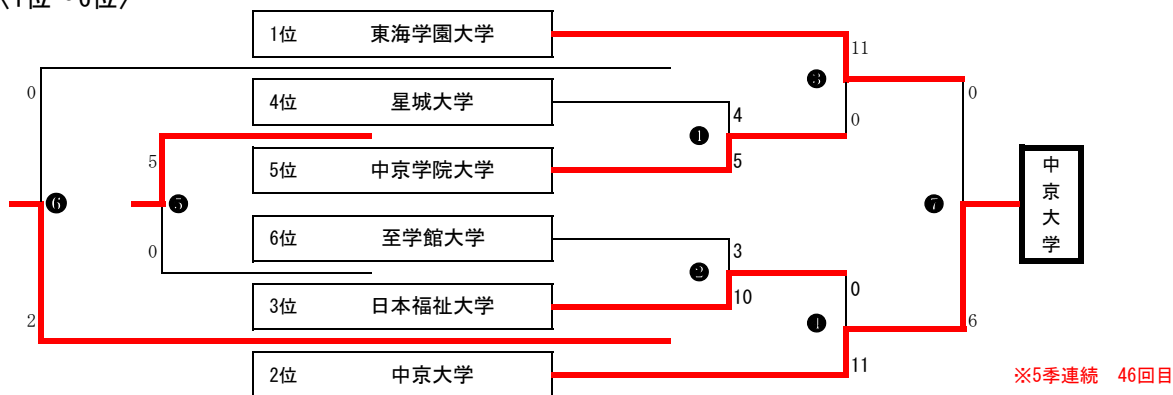 (1位～6位)
1位 東海学園大学
11
❸
0
4位 星城大学
0
0
4
❶
5
5
5位 中京学院大学
中京大学
❻
❺
❼
6位 至学館大学
0
3
❷
10
0
3位 日本福祉大学
2
6
2位 中京大学
11
※5季連続 46回目